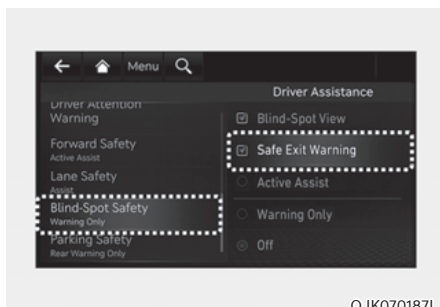 Menu
Driver Assistance
Driver Attention
Warning
Forward Safety
Active Assist
Lane Safety
Assist
Blind-Spot Safety
Warning Only
Parking Safety
Rear Warning Only
Blind-Spot View
Safe Exit Warning
Active Assist
Warning Only
Off